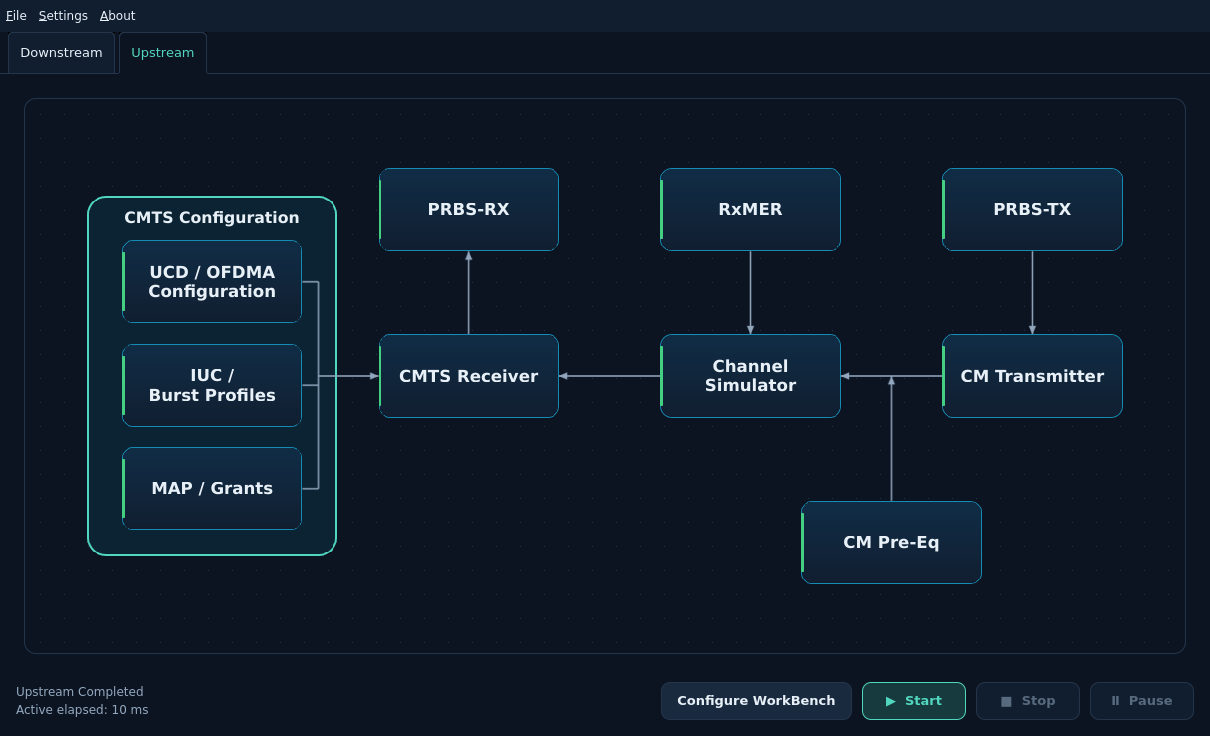 File Settings About
Downstream Upstream
CMTS Configuration
UCD / OFDMA
Configuration
IUC /
Burst Profiles
MAP / Grants
PRBS-RX
RxMER
PRBS-TX
CMTS Receiver
Channel
Simulator
CM Transmitter
CM Pre-Eq
Upstream Completed
Active elapsed: 10 ms
Configure WorkBench
Start
Stop
Pause